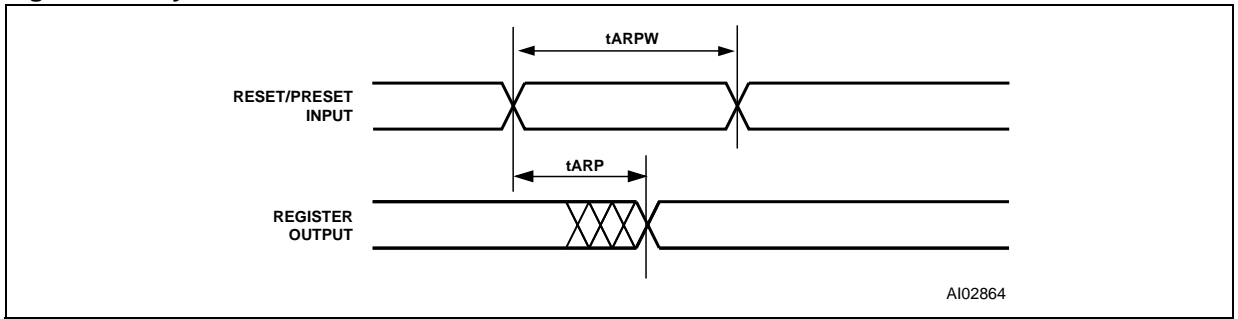 tARPW
RESET/PRESET
INPUT
tARP
REGISTER
OUTPUT
AI02864